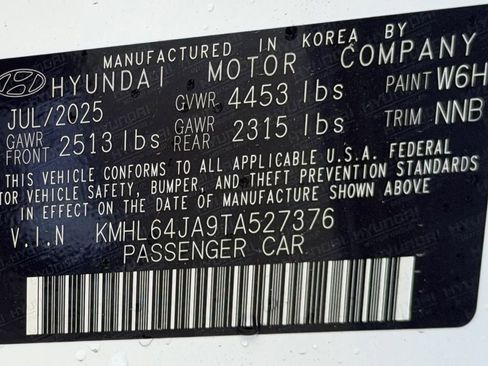 MANUFACTURED IN KOREA BY
HYUNDAI MOTOR COMPANY
JUL/2025 GVWR 4453 lbs PAINT W6H
GAWR FRONT 2513 lbs GAWR REAR 2315 lbs TRIM NNB
THIS VEHICLE CONFORMS TO ALL APPLICABLE U.S.A. FEDERAL
TOR VEHICLE SAFETY, BUMPER, AND THEFT PREVENTION STANDARDS
IN EFFECT ON THE DATE OF MANUFACTURE SHOWN ABOVE.
V.I.N KMHL64JA9TA527376
PASSENGER CAR